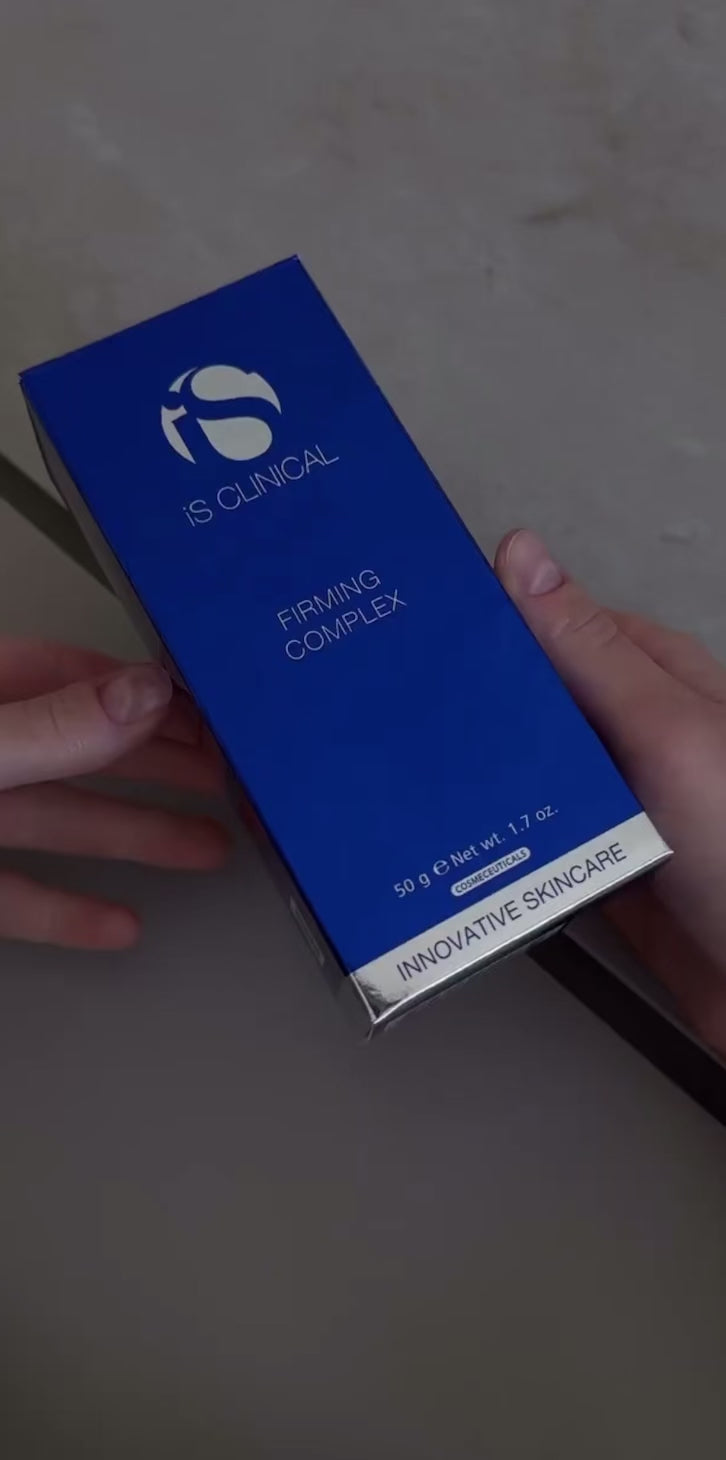 iS
iS CLINICAL
FIRMING
COMPLEX
50 g ℮ Net wt. 1.7 oz.
COSMECEUTICALS
INNOVATIVE SKINCARE